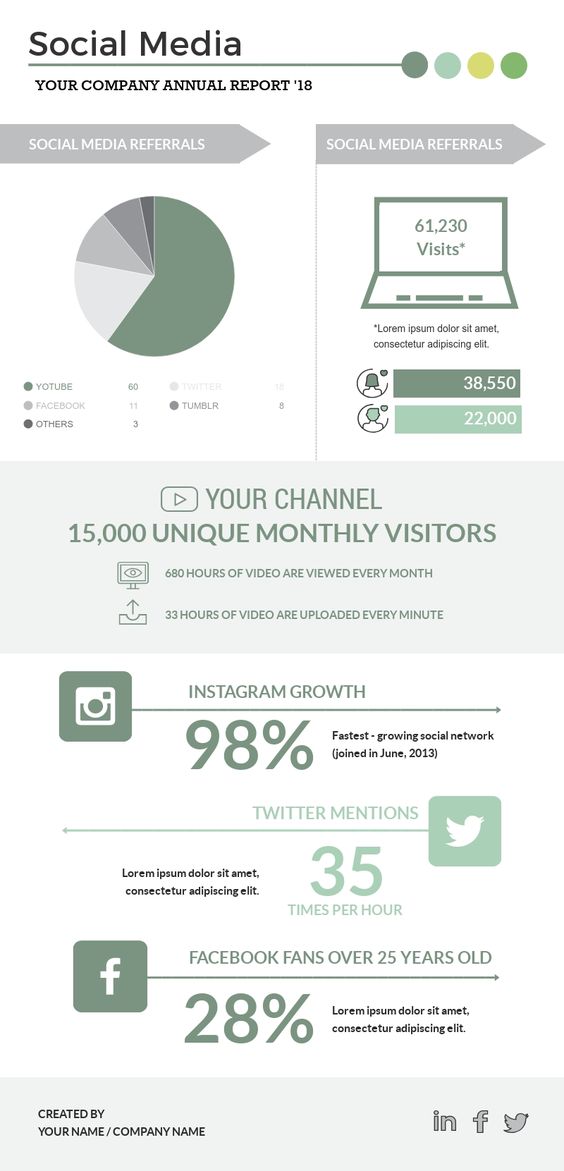 Social Media
YOUR COMPANY ANNUAL REPORT '18
SOCIAL MEDIA REFERRALS
YOTUBE 60
TWITTER 18
FACEBOOK 11
TUMBLR 8
OTHERS 3
SOCIAL MEDIA REFERRALS
61,230
Visits*
*Lorem ipsum dolor sit amet,
consectetur adipiscing elit.
38,550
22,000
YOUR CHANNEL
15,000 UNIQUE MONTHLY VISITORS
680 HOURS OF VIDEO ARE VIEWED EVERY MONTH
33 HOURS OF VIDEO ARE UPLOADED EVERY MINUTE
INSTAGRAM GROWTH
98%
Fastest - growing social network
(joined in June, 2013)
TWITTER MENTIONS
Lorem ipsum dolor sit amet,
consectetur adipiscing elit.
35
TIMES PER HOUR
FACEBOOK FANS OVER 25 YEARS OLD
28%
Lorem ipsum dolor sit amet,
consectetur adipiscing elit.
CREATED BY
YOUR NAME / COMPANY NAME